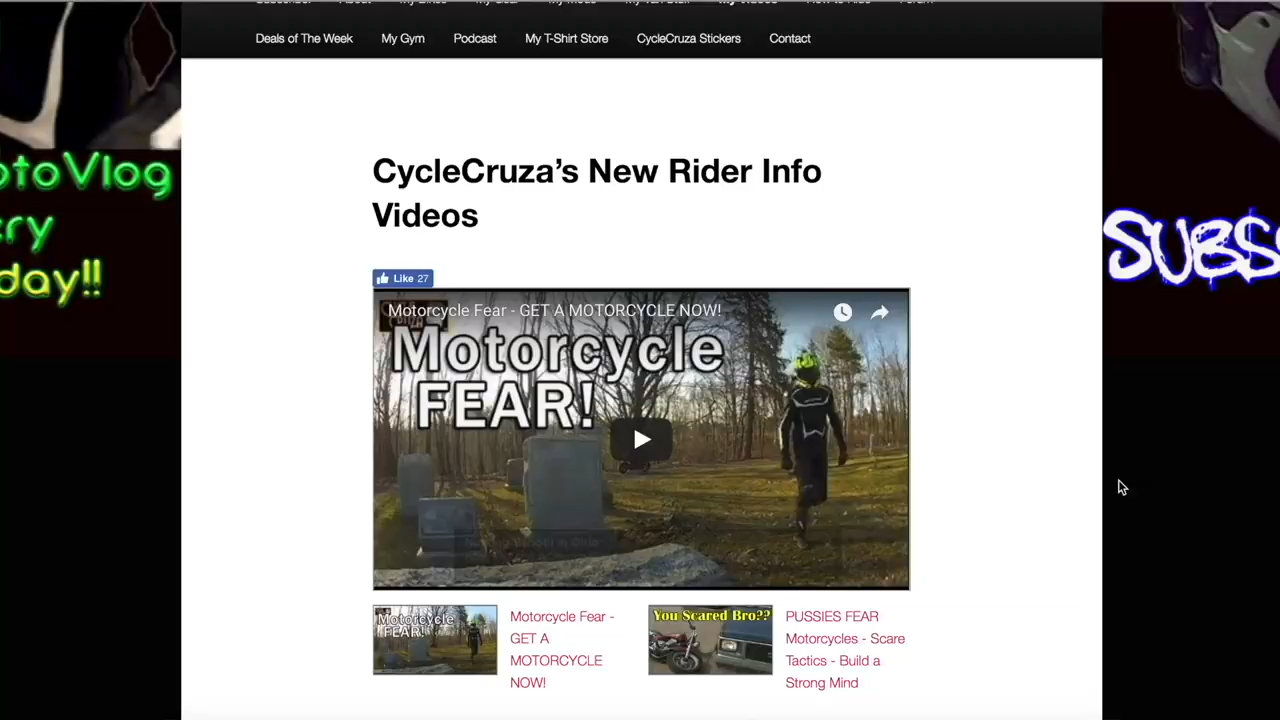 Deals of The Week My Gym Podcast My T-Shirt Store CycleCruza Stickers Contact
otoVlog
ry
day!!
SUBS
CycleCruza's New Rider Info
Videos
Like 27
Motorcycle Fear - GET A MOTORCYCLE NOW!
Motorcycle
FEAR!
Motorcycle
FEAR!
Motorcycle Fear -
GET A
MOTORCYCLE
NOW!
You Scared Bro??
PUSSIES FEAR
Motorcycles - Scare
Tactics - Build a
Strong Mind